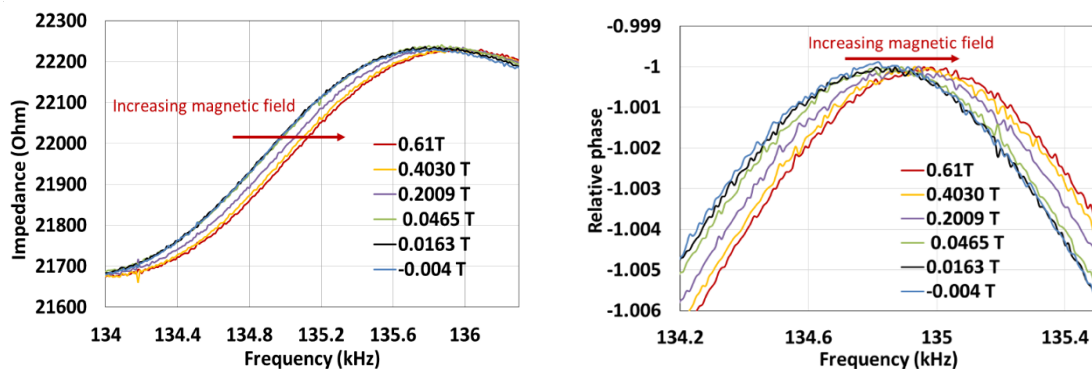 22300
22200
22100
22000
21900
21800
21700
21600
Impedance (Ohm)
Increasing magnetic field
0.61T
0.4030 T
0.2009 T
0.0465 T
0.0163 T
-0.004 T
134 134.4 134.8 135.2 135.6 136
Frequency (kHz)
-0.999
-1
-1.001
-1.002
-1.003
-1.004
-1.005
-1.006
Relative phase
Increasing magnetic field
0.61T
0.4030 T
0.2009 T
0.0465 T
0.0163 T
-0.004 T
134.2 134.6 135 135.4
Frequency (kHz)